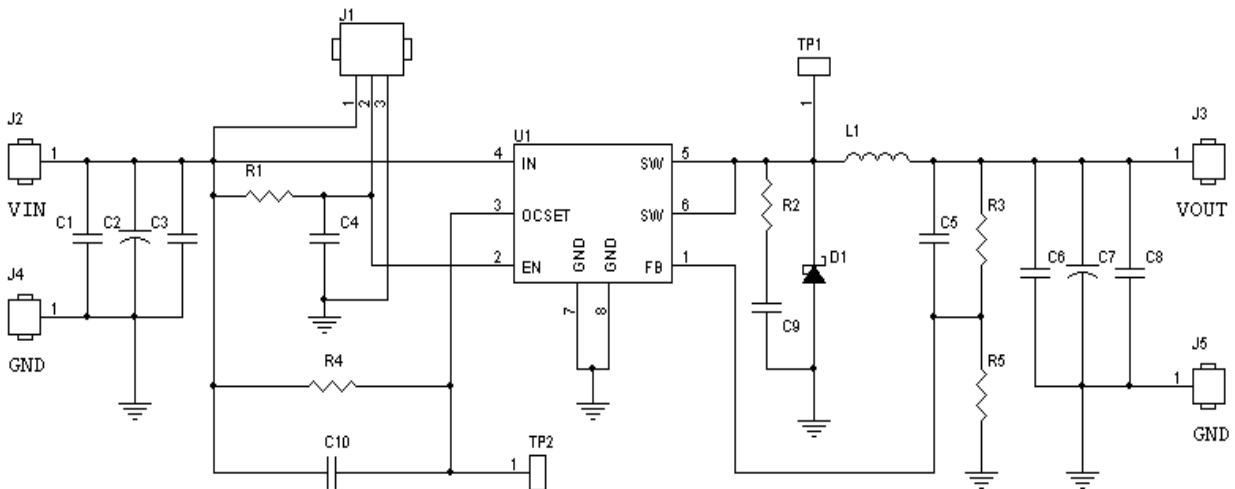 J1
TP1
1
2
3
1
J2
U1
L1
J3
1
4
IN
SW
5
1
R1
VIN
C1
C2
C3
3
OCSET
SW
6
R2
C5
R3
VOUT
C4
2
EN
GND
GND
FB
1
D1
C6
C7
C8
J4
1
7
8
C9
GND
R4
R5
J5
1
C10
TP2
1
GND